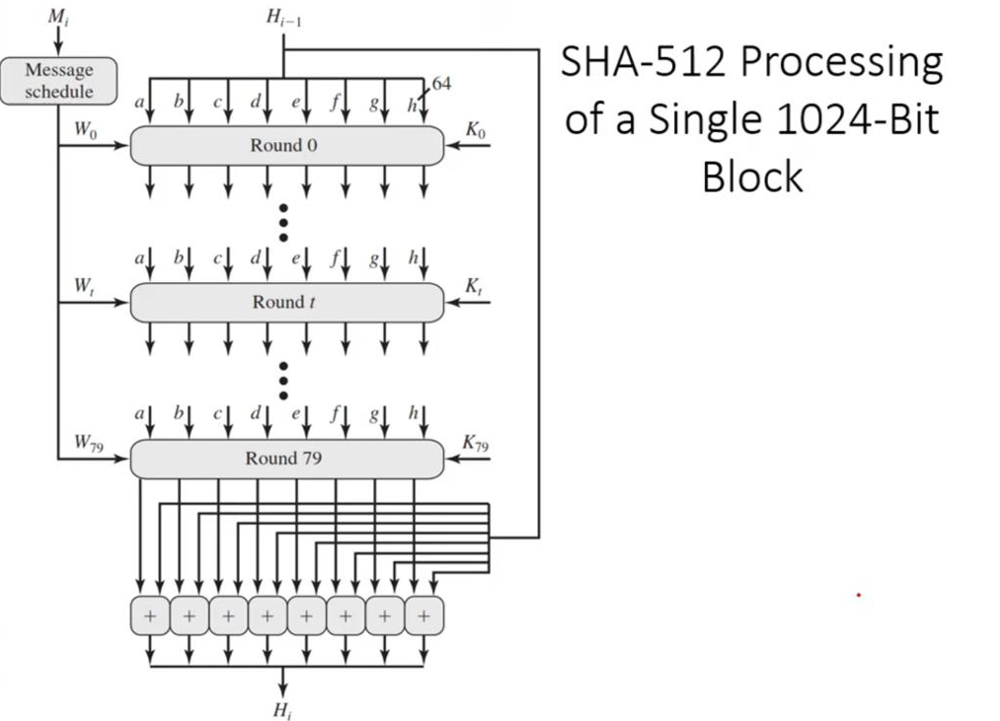 M_i
H_{i−1}
SHA-512 Processing
of a Single 1024-Bit
Block
Message
schedule
64
a b c d e f g h
W_0
Round 0
K_0
a b c d e f g h
W_t
Round t
K_t
a b c d e f g h
W_79
Round 79
K_79
+ + + + + + + +
H_i